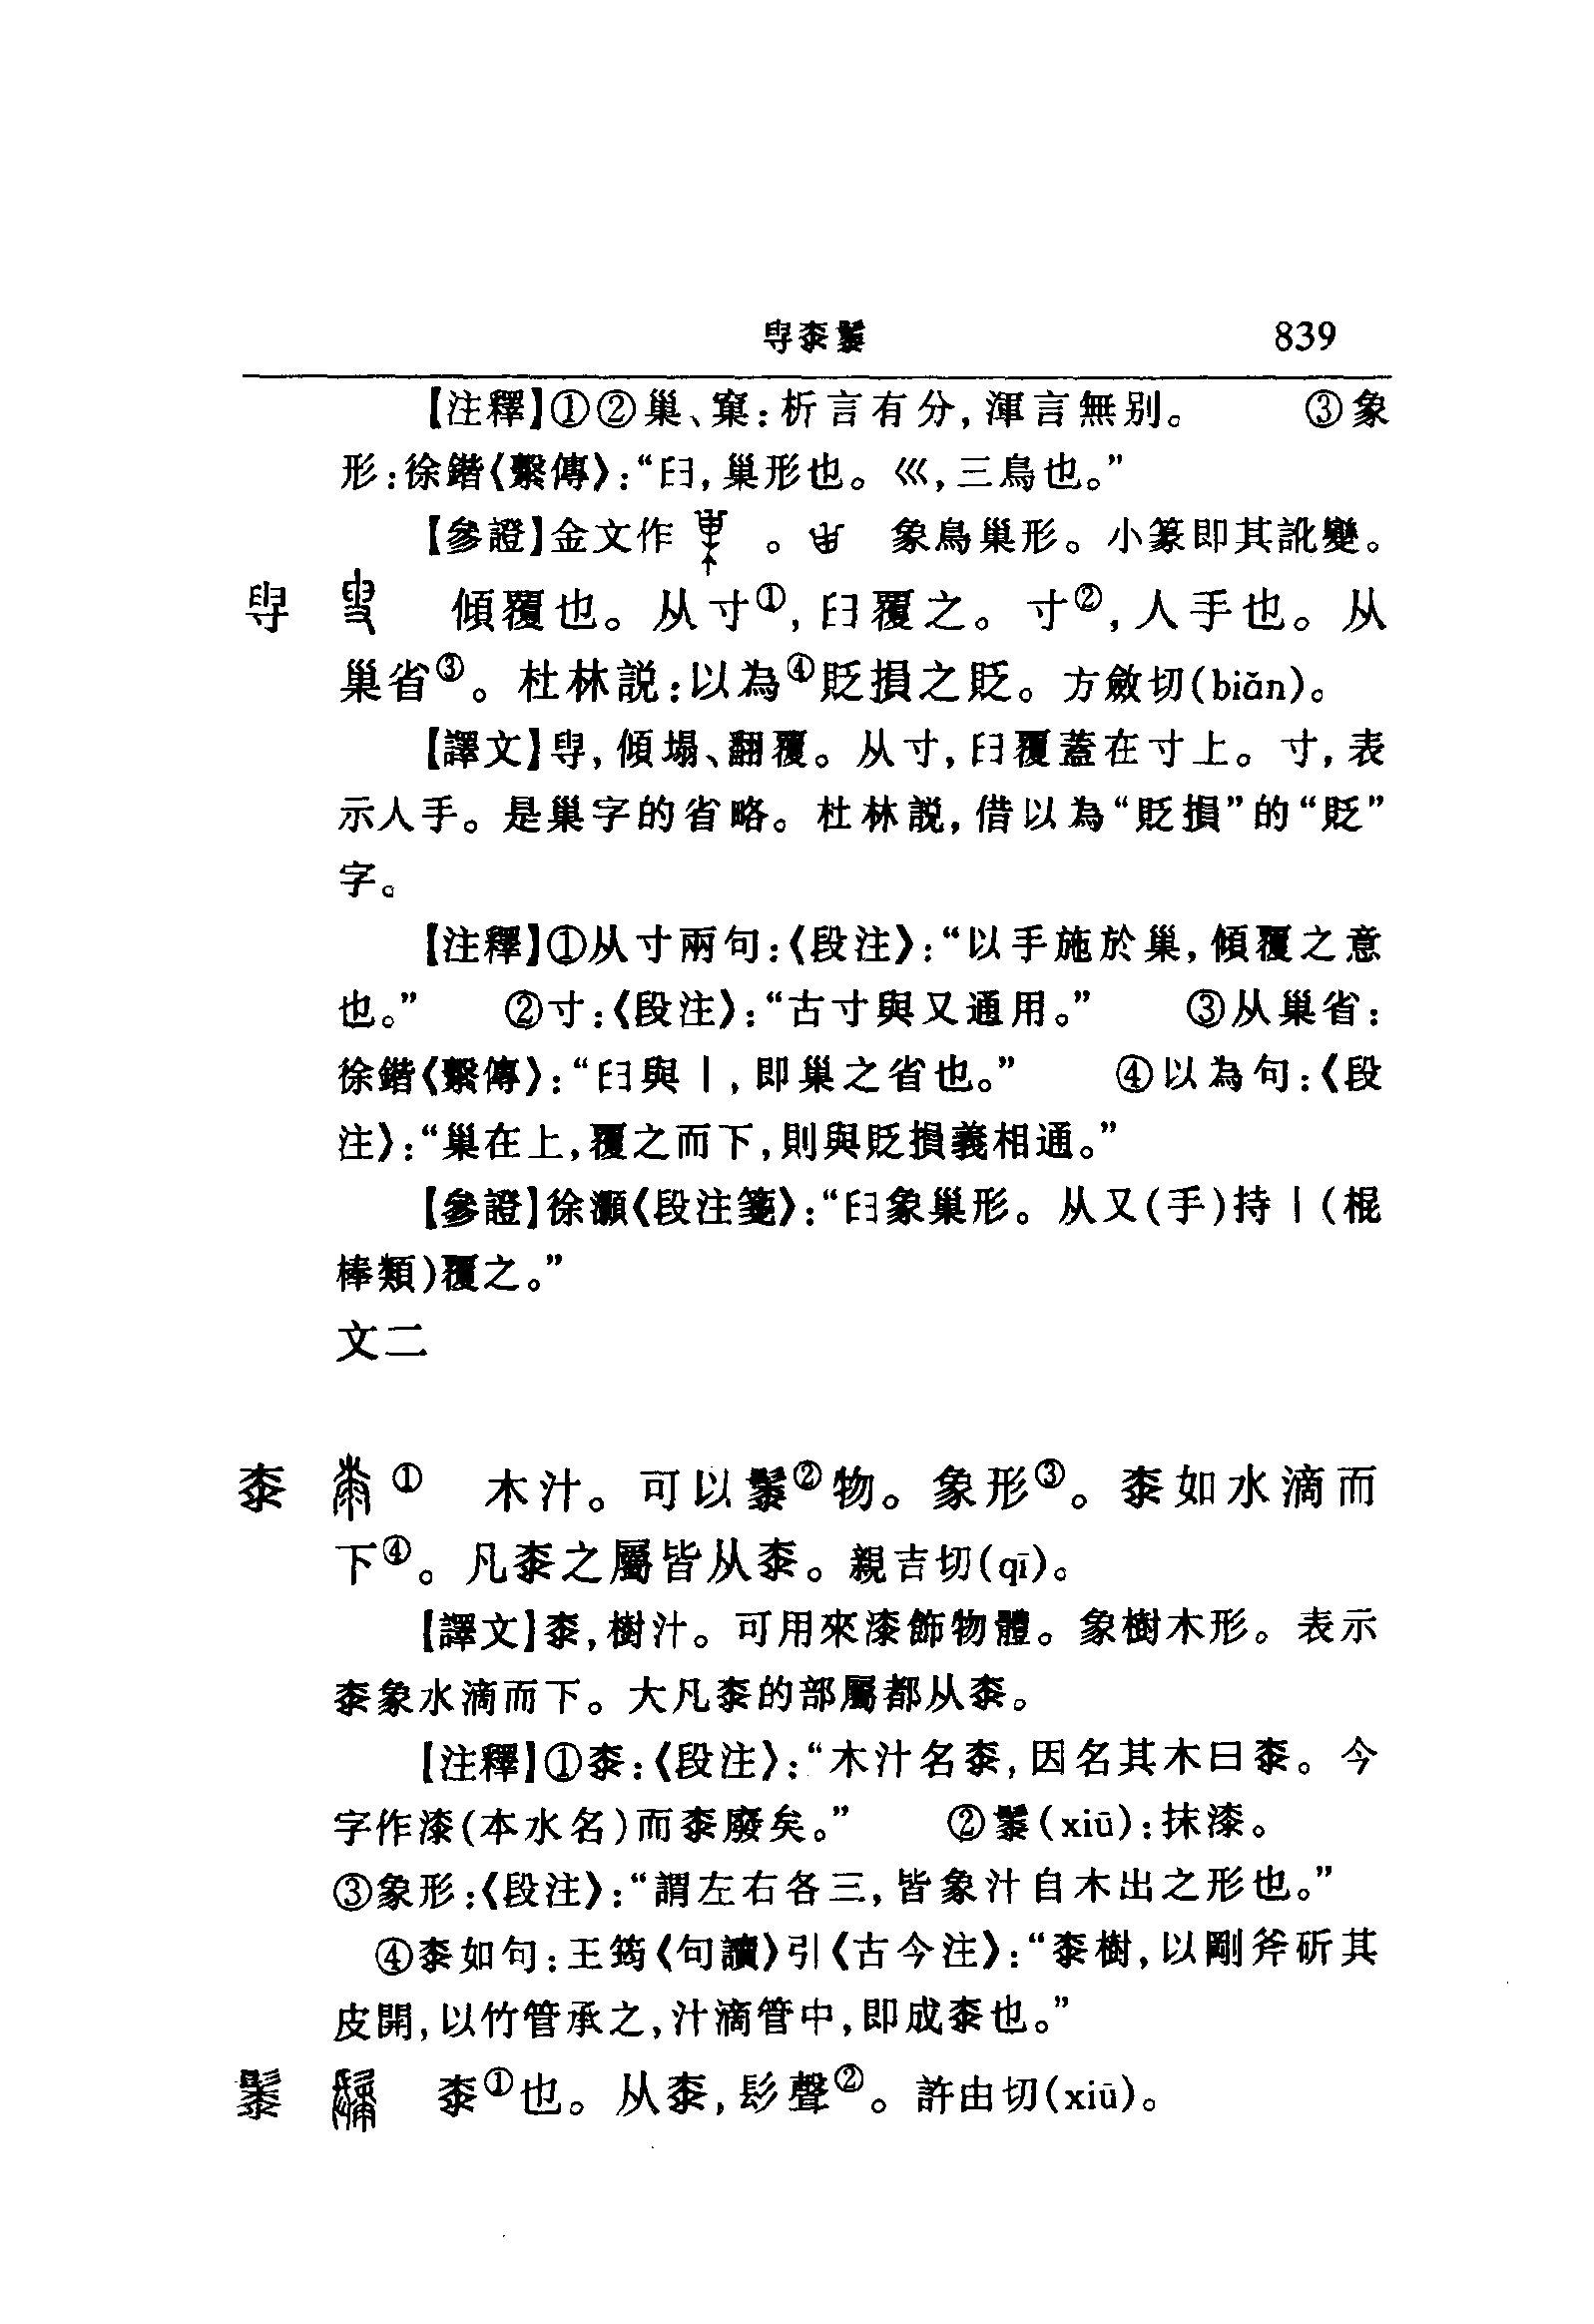 㝵桼髹 839
【注釋】①②巢、窠：析言有分，渾言無别。 ③象
形：徐鍇〈繫傳〉：“𦥑，巢形也。巛，三鳥也。”
【參證】金文作 。 象鳥巢形。小篆即其訛變。
傾覆也。从寸①，𦥑覆之。寸②，人手也。从
巢省③。杜林説：以為④貶損之貶。方斂切(biǎn)。
【譯文】，傾塌、翻覆。从寸，𦥑覆蓋在寸上。寸，表
示人手。是巢字的省略。杜林説，借以為“貶損”的“貶”
字。
【注釋】①从寸兩句：《段注》：“以手施於巢，傾覆之意
也。” ②寸：《段注》：“古寸與又通用。” ③从巢省：
徐鍇〈繫傳〉：“𦥑與丨，即巢之省也。” ④以為句：《段
注》：“巢在上，覆之而下，則與貶損義相通。”
【參證】徐灝《段注箋》：“𦥑象巢形。从又(手)持丨(棍
棒類)覆之。”
文二
桼 ① 木汁。可以䰍②物。象形③。桼如水滴而
下④。凡桼之屬皆从桼。親吉切(qī)。
【譯文】桼，樹汁。可用來漆飾物體。象樹木形。表示
桼象水滴而下。大凡桼的部屬都从桼。
【注釋】①桼：《段注》：“木汁名桼，因名其木曰桼。今
字作漆(本水名)而桼廢矣。” ②䰍(xiū)：抹漆。
③象形：《段注》：“謂左右各三，皆象汁自木出之形也。”
④桼如句：王筠〈句讀〉引《古今注》：“桼樹，以剛斧斫其
皮開，以竹管承之，汁滴管中，即成桼也。”
䰍 桼①也。从桼，髟聲②。許由切(xiū)。